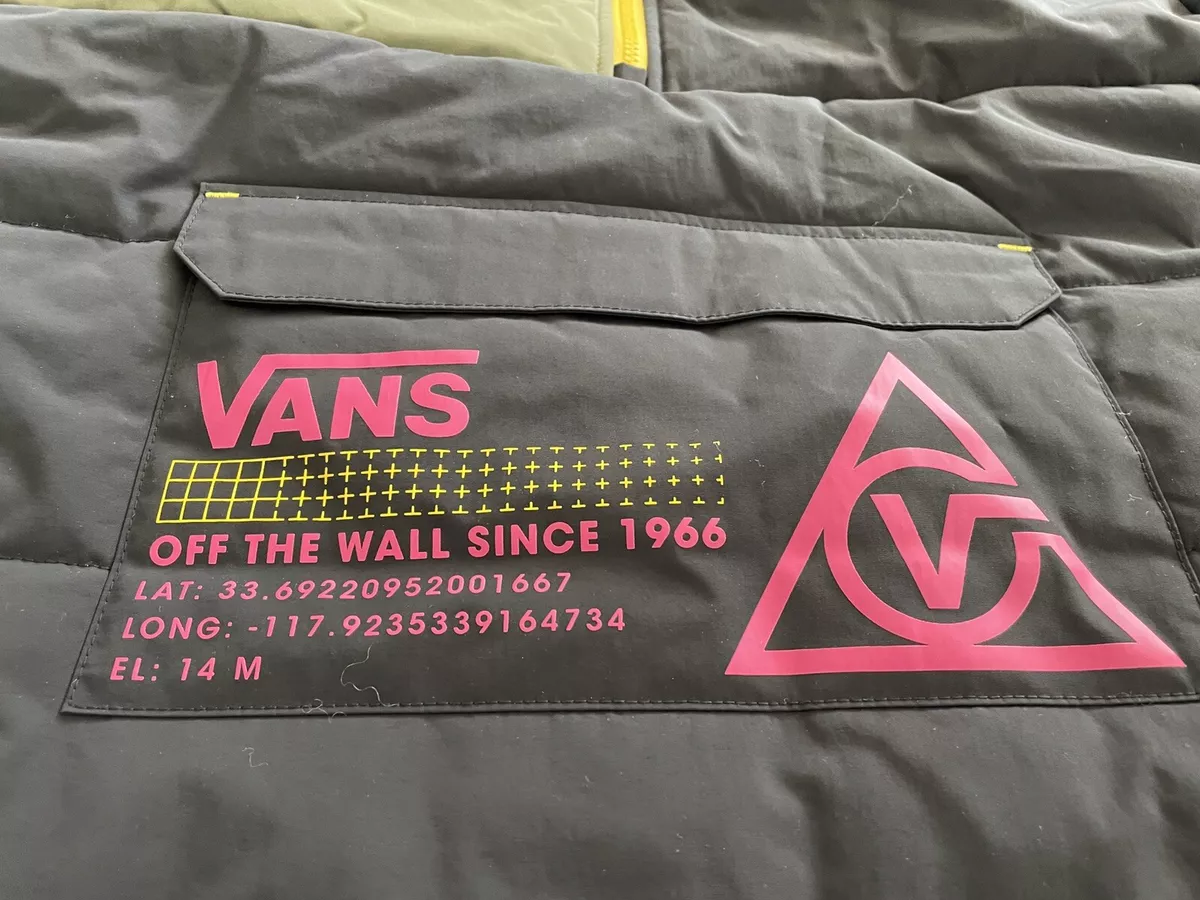 VANS
OFF THE WALL SINCE 1966
LAT: 33.69220952001667
LONG: -117.9235339164734
EL: 14 M
V